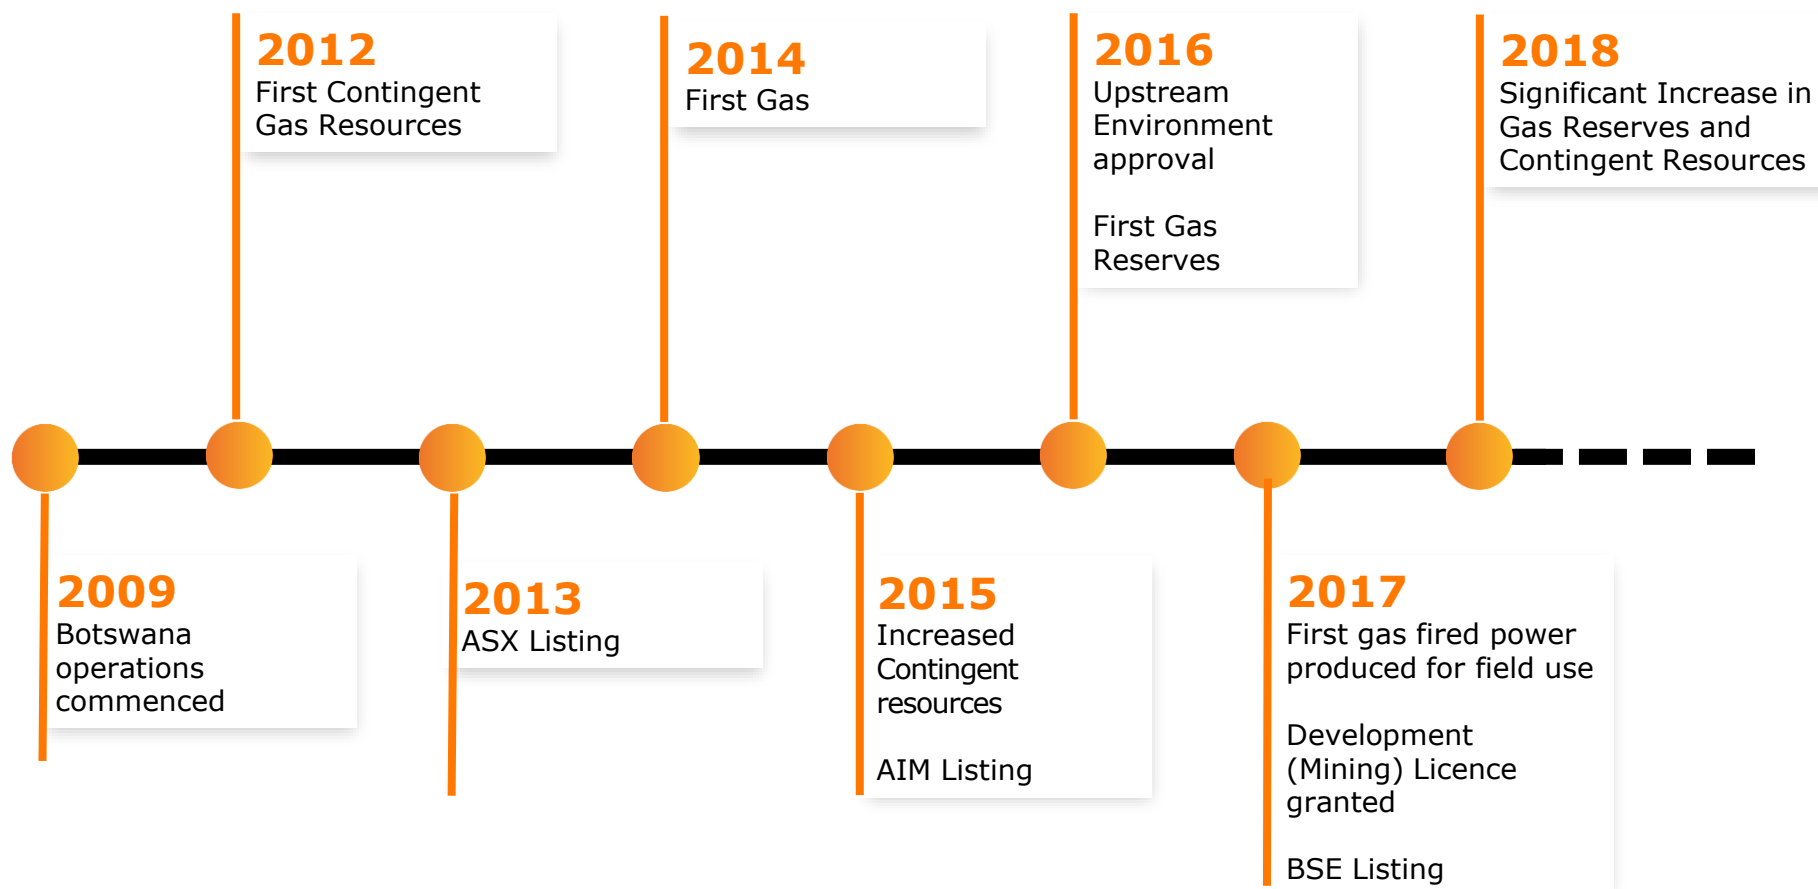 2012
First Contingent
Gas Resources
2014
First Gas
2016
Upstream
Environment
approval
First Gas
Reserves
2018
Significant Increase in
Gas Reserves and
Contingent Resources
2009
Botswana
operations
commenced
2013
ASX Listing
2015
Increased
Contingent
resources
AIM Listing
2017
First gas fired power
produced for field use
Development
(Mining) Licence
granted
BSE Listing